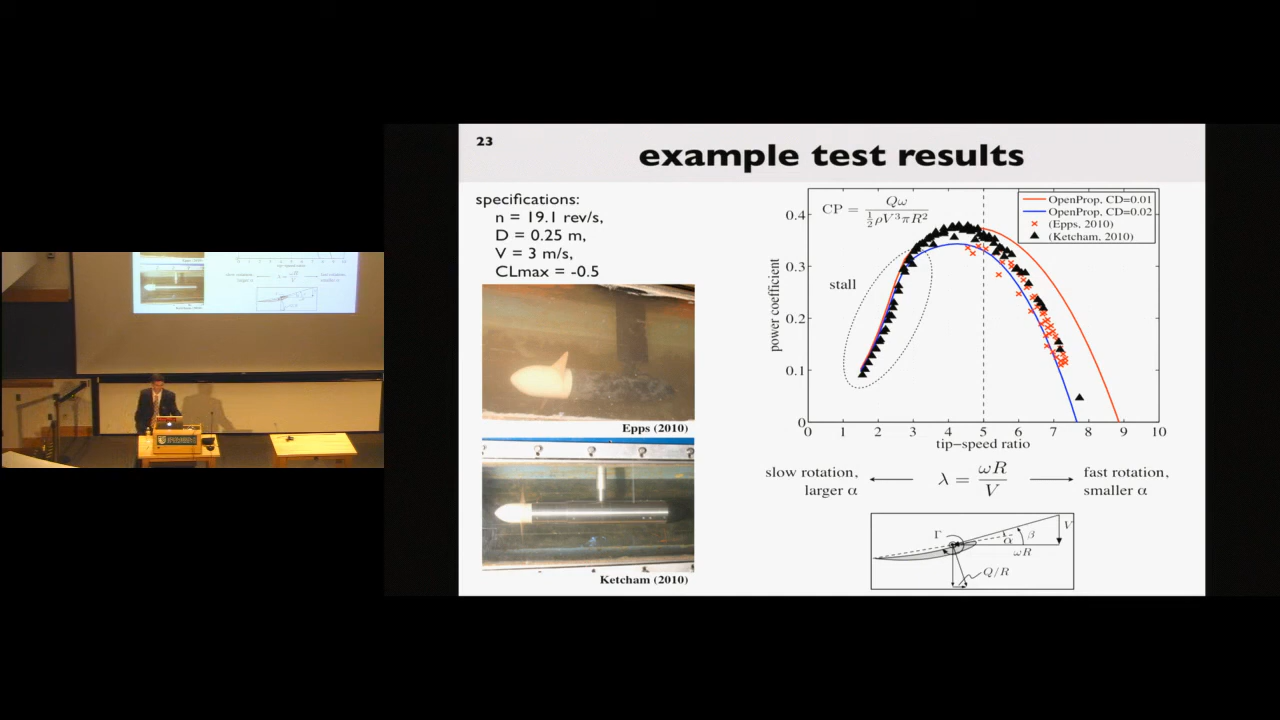 23
example test results
specifications:
n = 19.1 rev/s,
D = 0.25 m,
V = 3 m/s,
CLmax = -0.5
Epps (2010)
Ketcham (2010)
CP = Qω / ½ρV³πR²
OpenProp, CD=0.01
OpenProp, CD=0.02
(Epps, 2010)
(Ketcham, 2010)
stall
power coefficient
0.4
0.3
0.2
0.1
0
0 1 2 3 4 5 6 7 8 9 10
tip−speed ratio
slow rotation,
larger α
λ = ωR / V
fast rotation,
smaller α
Γ
α
β
V
ωR
Q/R